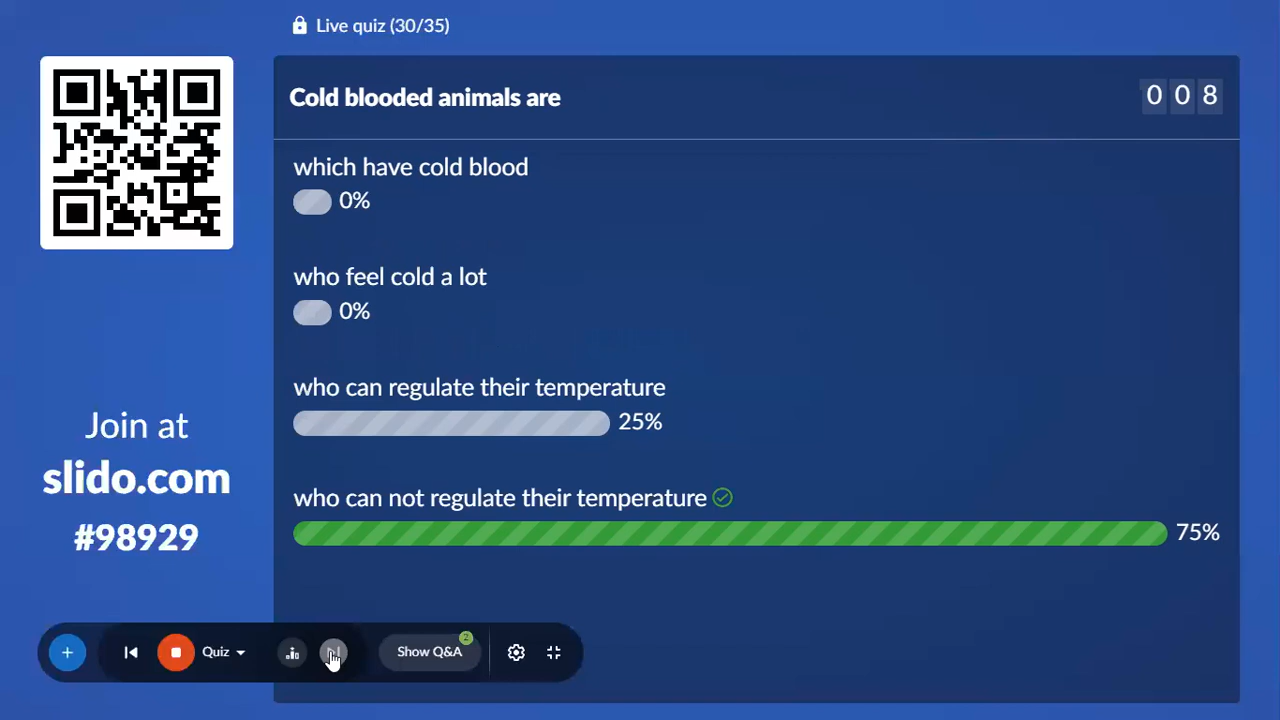 Live quiz (30/35)
Cold blooded animals are
008
which have cold blood
0%
who feel cold a lot
0%
who can regulate their temperature
25%
who can not regulate their temperature
75%
Join at
slido.com
#98929
Quiz
Show Q&A
2